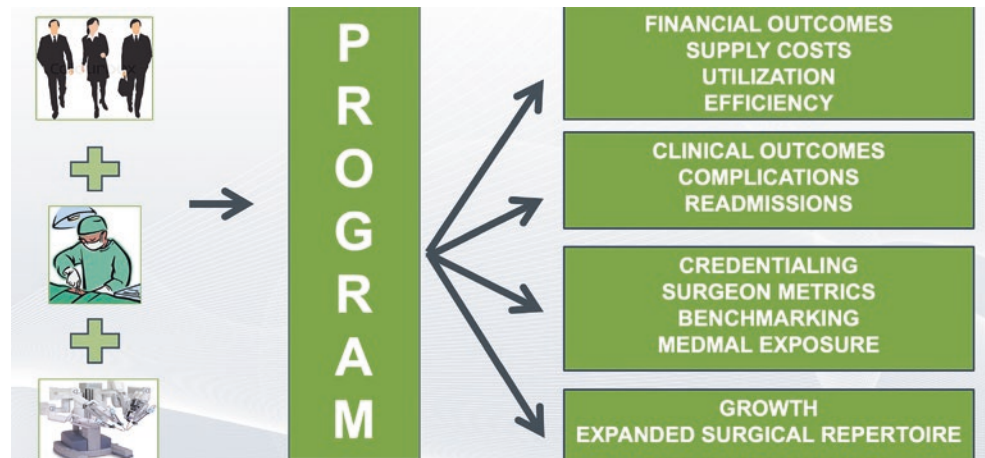 P
R
O
G
R
A
M
FINANCIAL OUTCOMES
SUPPLY COSTS
UTILIZATION
EFFICIENCY
CLINICAL OUTCOMES
COMPLICATIONS
READMISSIONS
CREDENTIALING
SURGEON METRICS
BENCHMARKING
MEDMAL EXPOSURE
GROWTH
EXPANDED SURGICAL REPERTOIRE